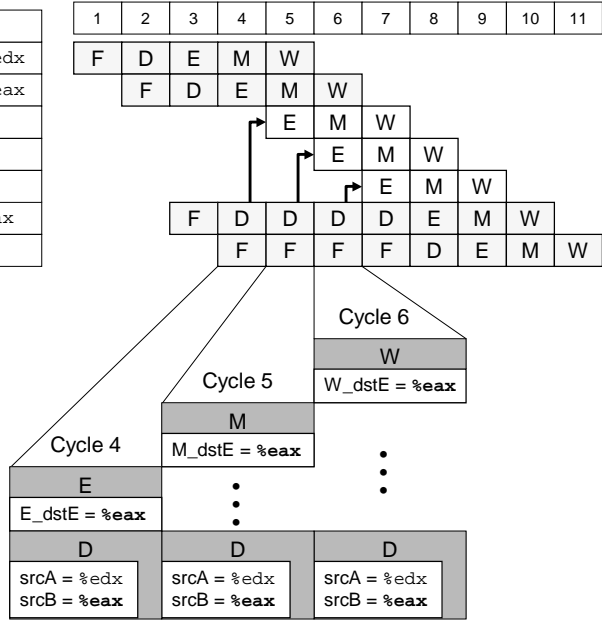 1 2 3 4 5 6 7 8 9 10 11
edx F D E M W
eax F D E M W
E M W
E M W
E M W
ax F D D D D E M W
F F F F D E M W
Cycle 6
W
W_dstE = %eax
Cycle 5
M
M_dstE = %eax
Cycle 4
E
E_dstE = %eax
D D D
srcA = %edx srcA = %edx srcA = %edx
srcB = %eax srcB = %eax srcB = %eax